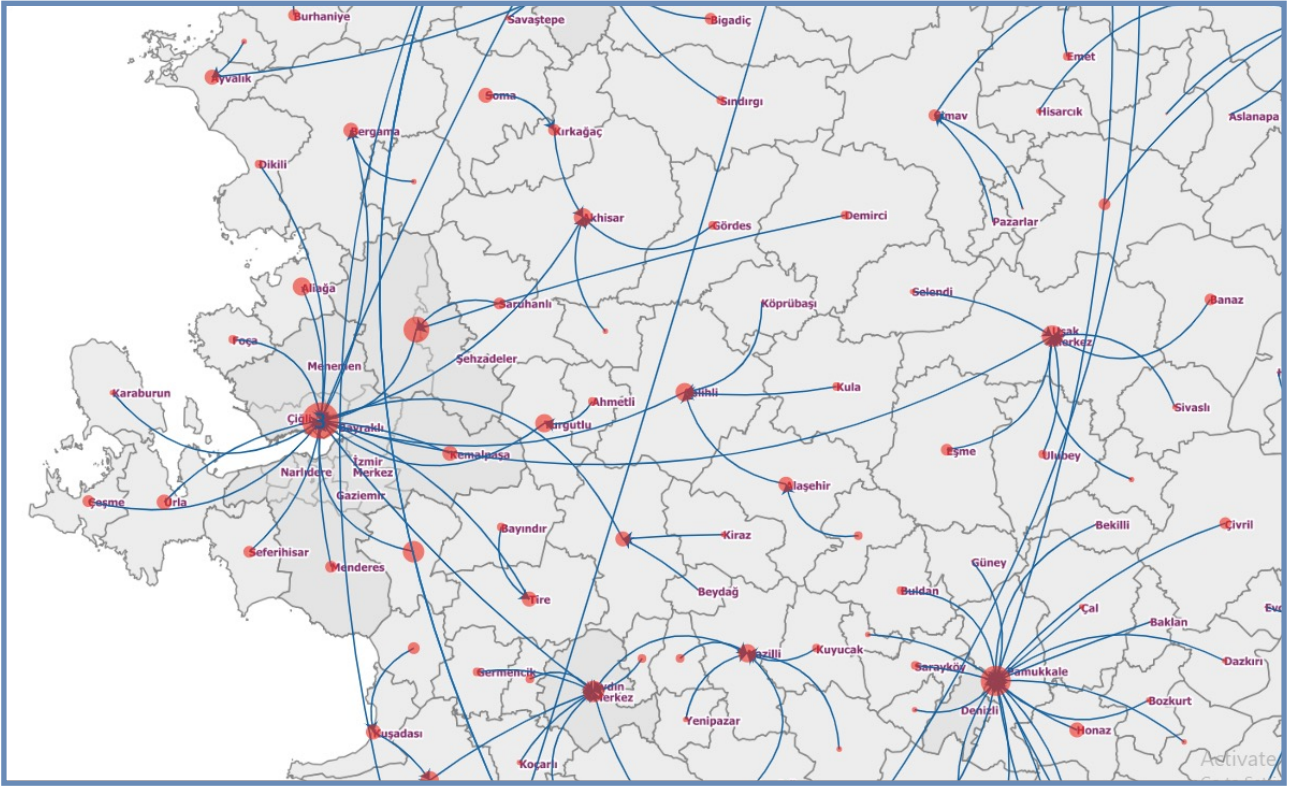 Burhaniye
Savaştepe
Bigadiç
Emet
Ayvalık
Soma
Sındırgı
Hisarcık
Aslanapa
Simav
Bergama
Kırkağaç
Dikili
Akhisar
Gördes
Demirci
Pazarlar
Aliağa
Saruhanlı
Köprübaşı
Selendi
Banaz
Foça
Uşak
Merkez
Menemen
Şehzadeler
Karaburun
Salihli
Kula
Ahmetli
Sivaslı
Çiğli
Bayraklı
Turgutlu
Kemalpaşa
Eşme
Ulubey
Narlıdere
İzmir
Merkez
Gaziemir
Alaşehir
Çeşme
Urla
Bayındır
Kiraz
Bekilli
Çivril
Seferihisar
Menderes
Güney
Tire
Beydağ
Buldan
Çal
Baklan
Nazilli
Kuyucak
Sarayköy
Pamukkale
Dazkırı
Germencik
Aydın
Merkez
Yenipazar
Denizli
Bozkurt
Honaz
Kuşadası
Koçarlı
Activate